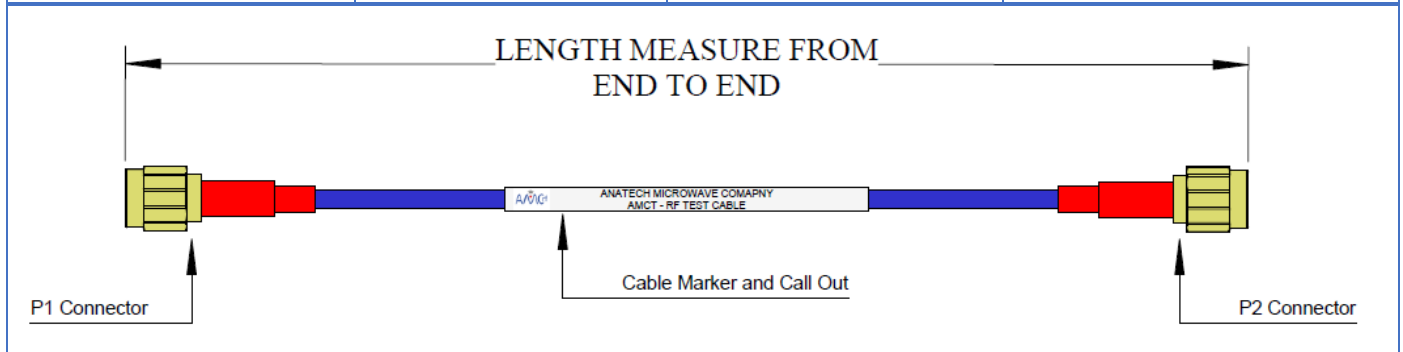 LENGTH MEASURE FROM
END TO END
AMC
ANATECH MICROWAVE COMAPNY
AMCT - RF TEST CABLE
Cable Marker and Call Out
P1 Connector
P2 Connector